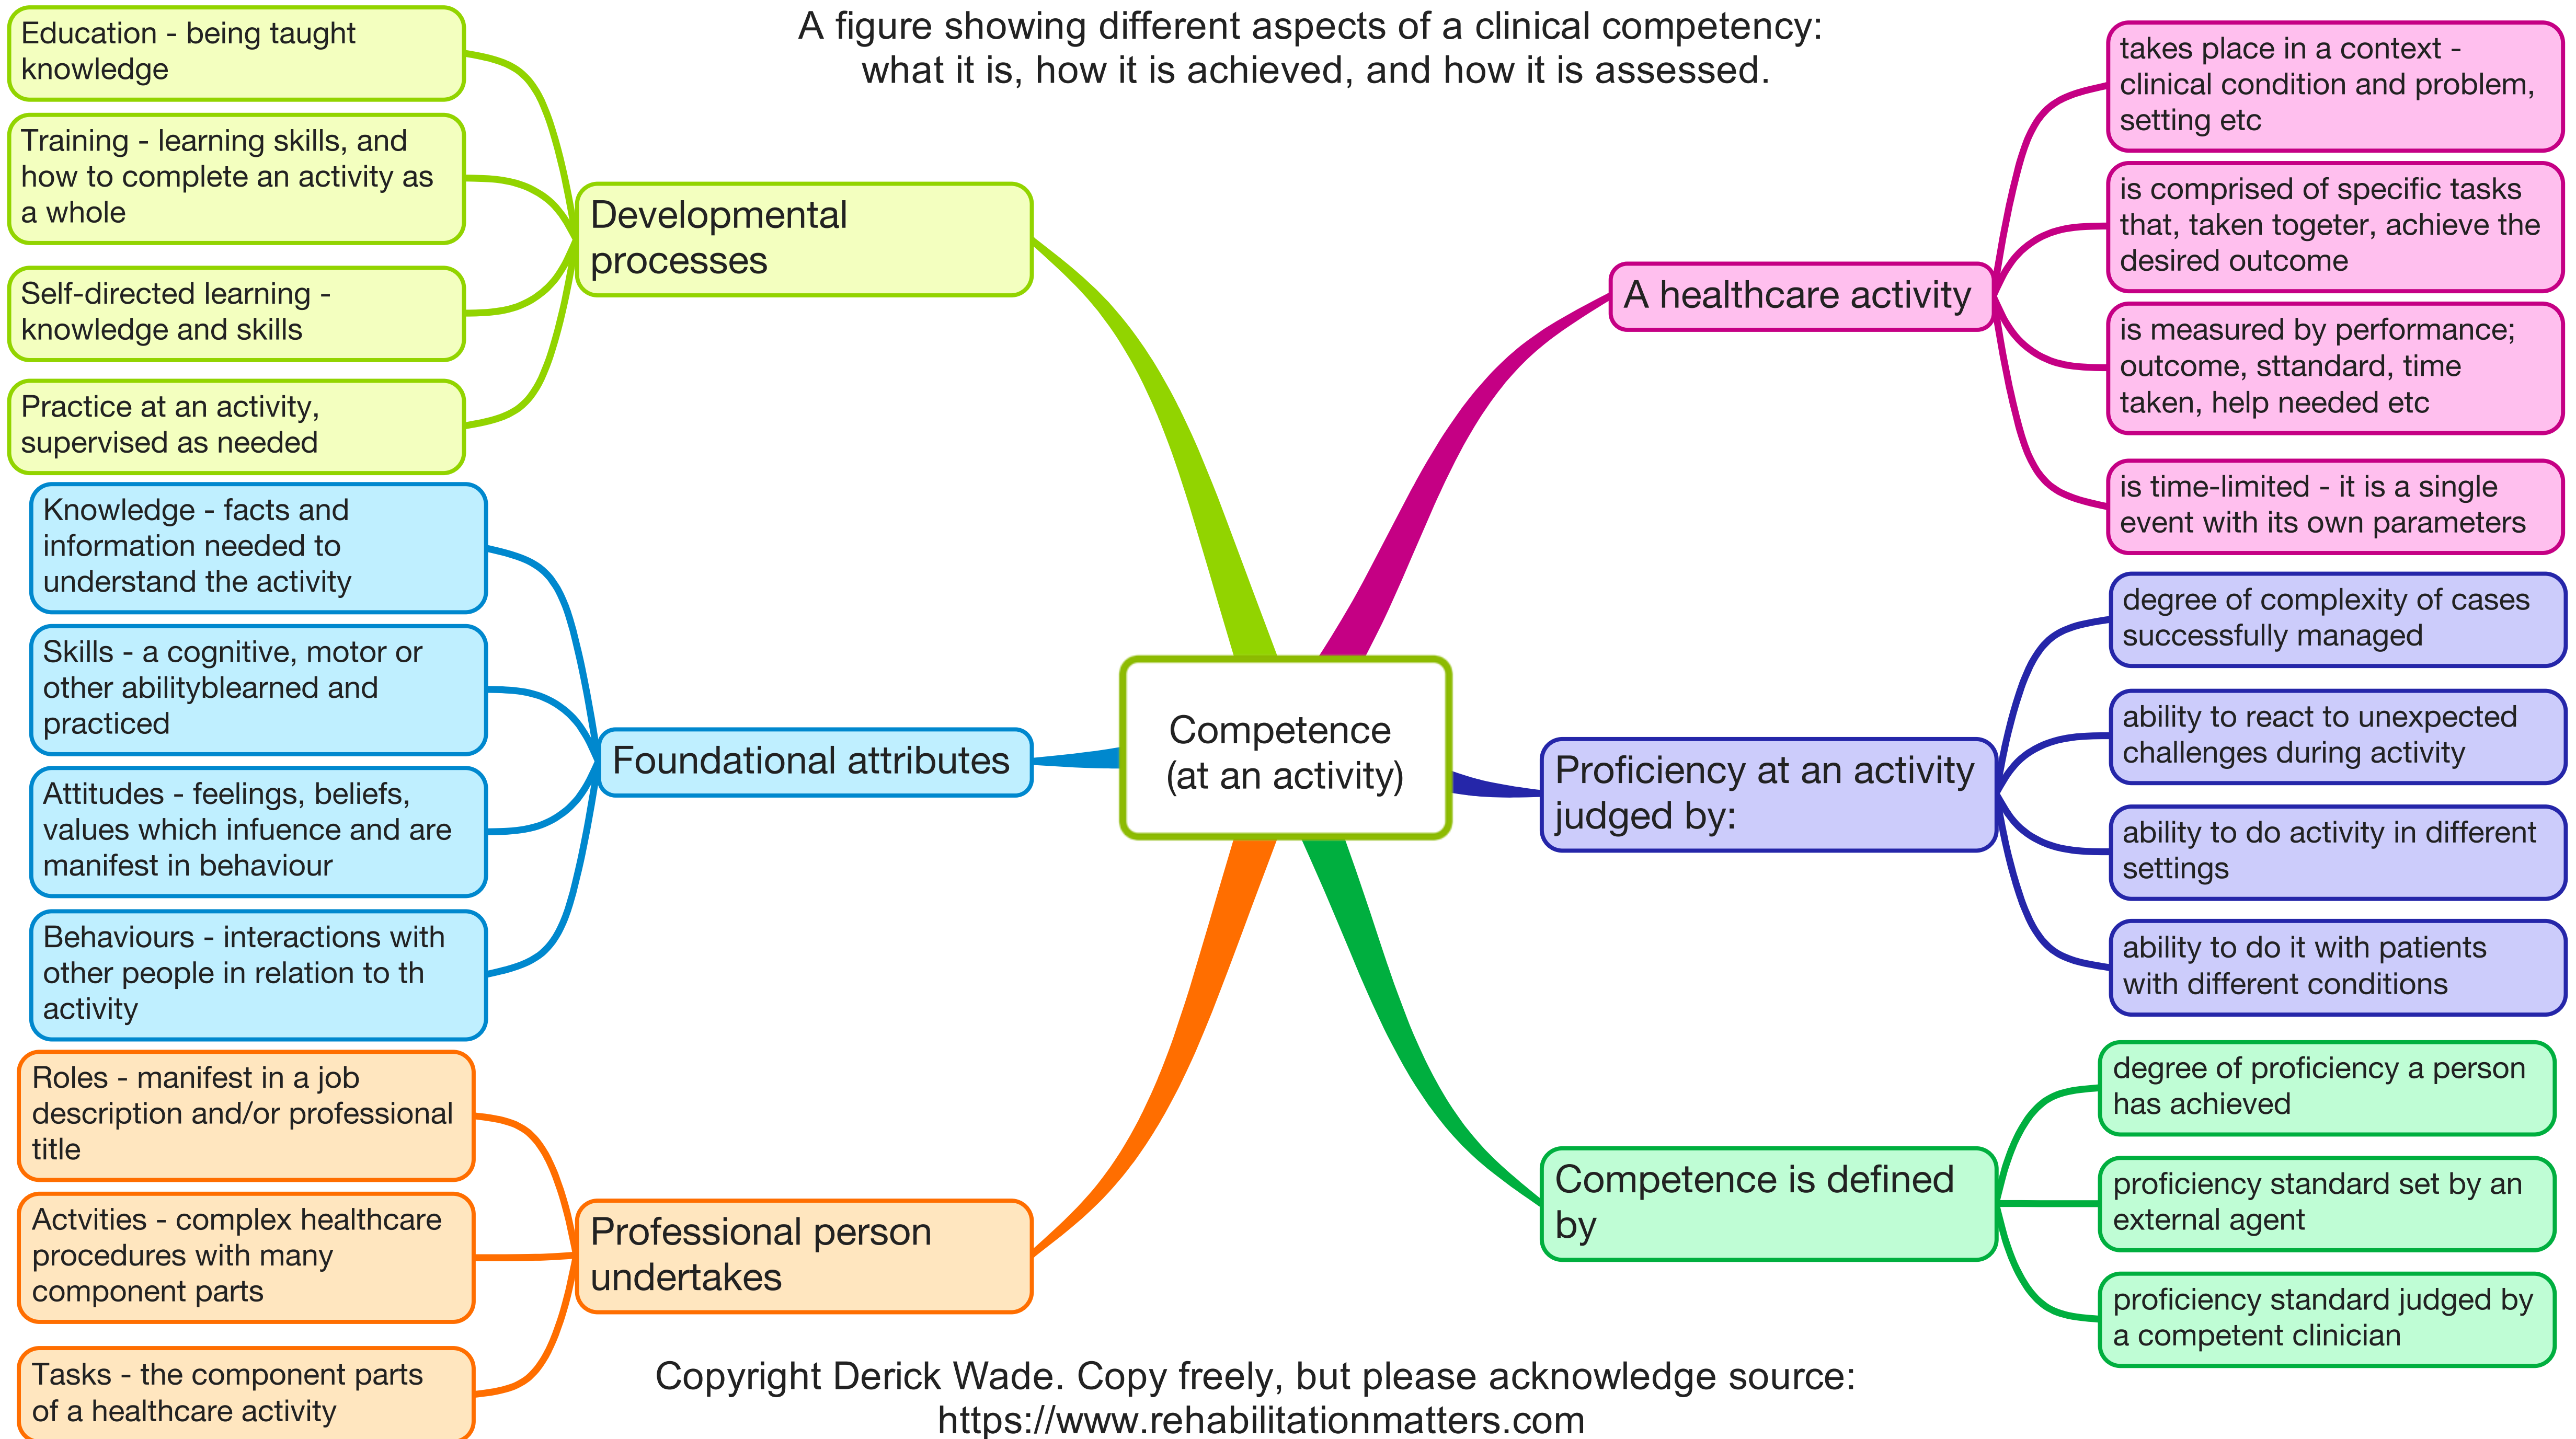 A figure showing different aspects of a clinical competency:
what it is, how it is achieved, and how it is assessed.
Education - being taught
knowledge
Training - learning skills, and
how to complete an activity as
a whole
Self-directed learning -
knowledge and skills
Practice at an activity,
supervised as needed
Developmental
processes
Knowledge - facts and
information needed to
understand the activity
Skills - a cognitive, motor or
other abilityblearned and
practiced
Attitudes - feelings, beliefs,
values which infuence and are
manifest in behaviour
Behaviours - interactions with
other people in relation to th
activity
Foundational attributes
Roles - manifest in a job
description and/or professional
title
Actvities - complex healthcare
procedures with many
component parts
Tasks - the component parts
of a healthcare activity
Professional person
undertakes
Competence
(at an activity)
A healthcare activity
takes place in a context -
clinical condition and problem,
setting etc
is comprised of specific tasks
that, taken togeter, achieve the
desired outcome
is measured by performance;
outcome, sttandard, time
taken, help needed etc
is time-limited - it is a single
event with its own parameters
Proficiency at an activity
judged by:
degree of complexity of cases
successfully managed
ability to react to unexpected
challenges during activity
ability to do activity in different
settings
ability to do it with patients
with different conditions
Competence is defined
by
degree of proficiency a person
has achieved
proficiency standard set by an
external agent
proficiency standard judged by
a competent clinician
Copyright Derick Wade. Copy freely, but please acknowledge source:
https://www.rehabilitationmatters.com